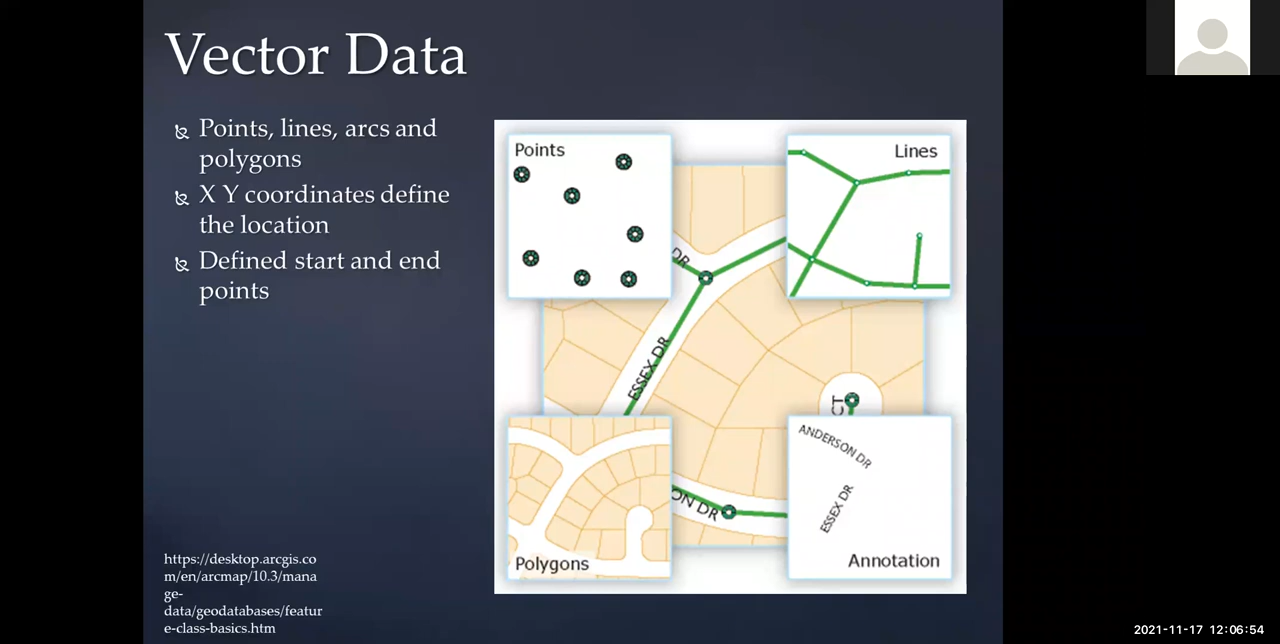 Vector Data
Points, lines, arcs and
polygons
X Y coordinates define
the location
Defined start and end
points
https://desktop.arcgis.co
m/en/arcmap/10.3/mana
ge-
data/geodatabases/featur
e-class-basics.htm
Points
Lines
DR
ESSEX DR
CT
ON DR
Polygons
ANDERSON DR
ESSEX DR
Annotation
2021-11-17 12:06:54